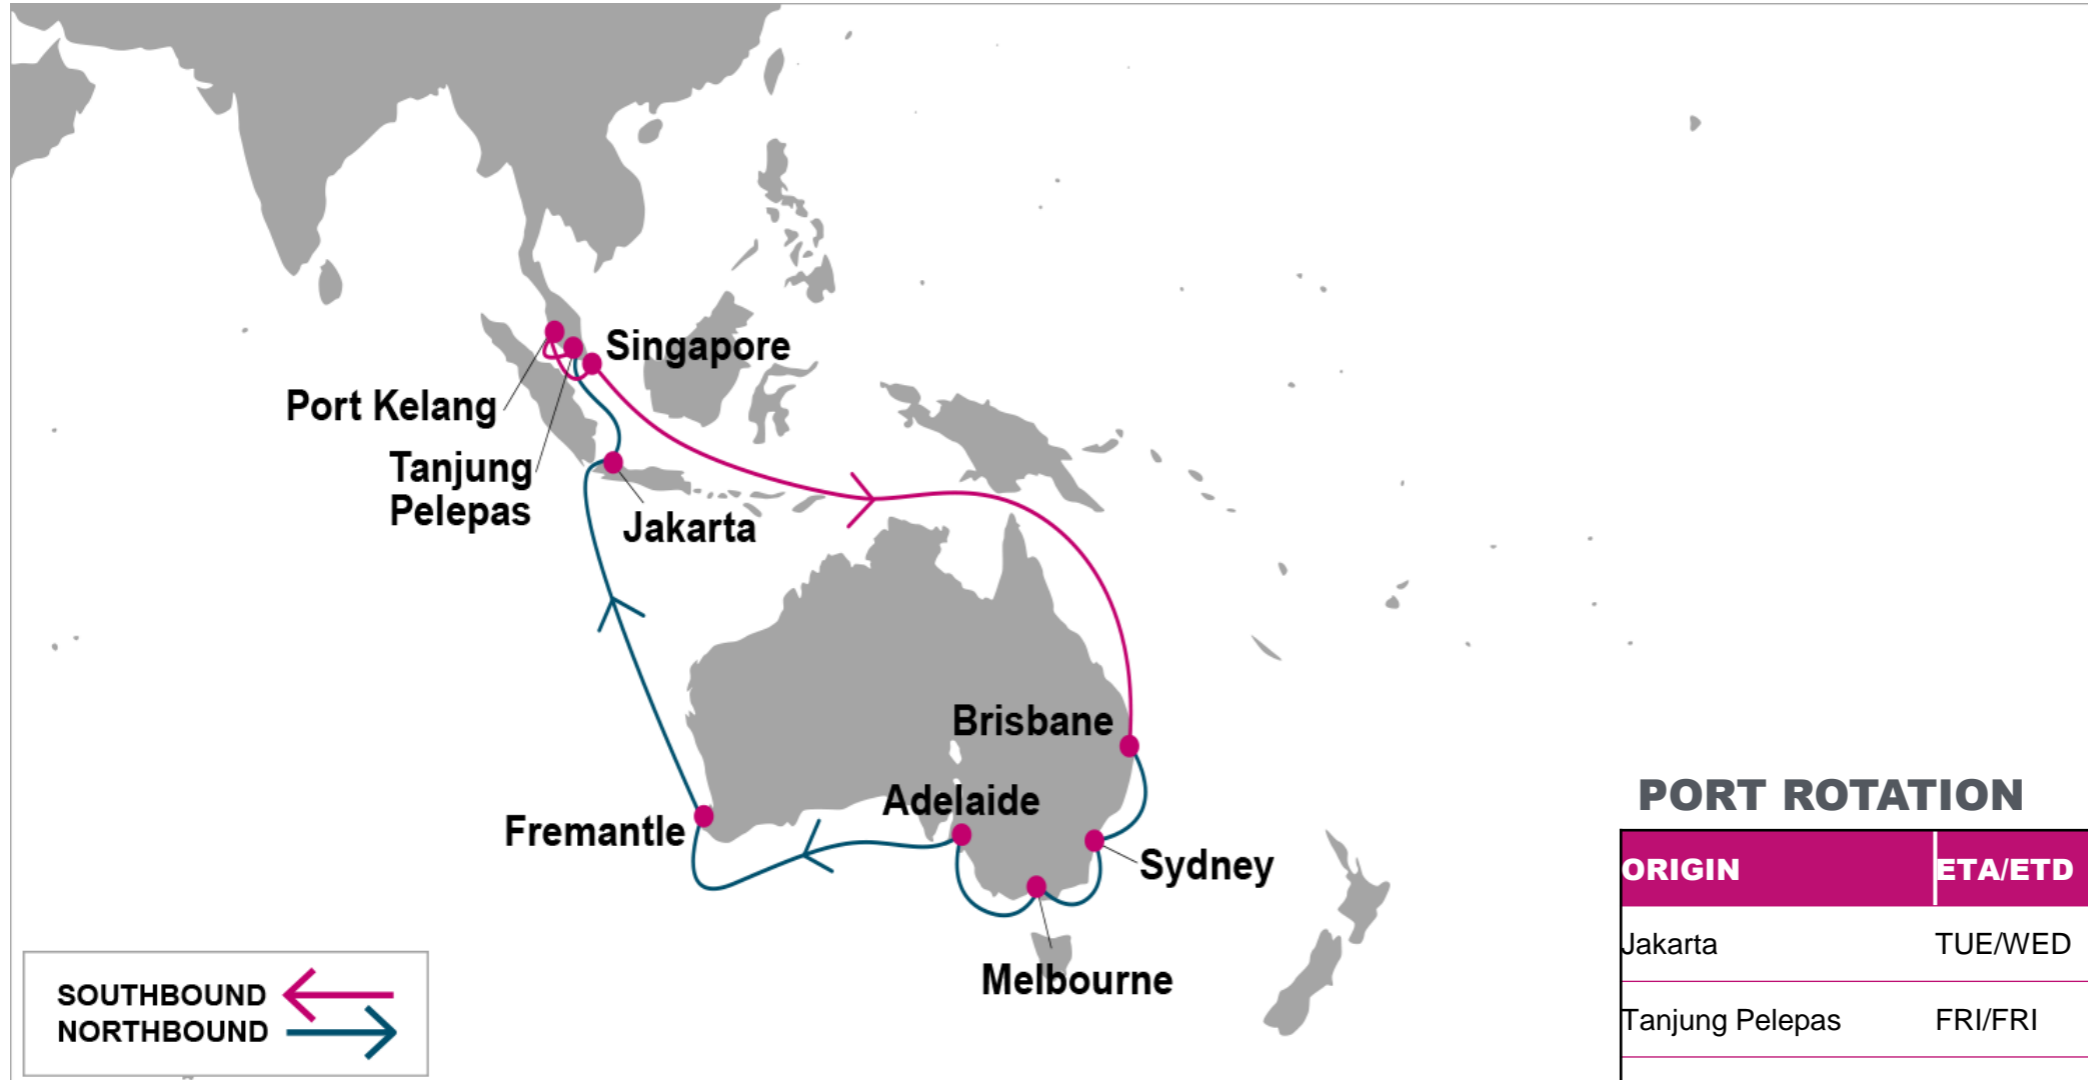 Singapore
Port Kelang
Tanjung
Pelepas
Jakarta
Brisbane
Adelaide
Fremantle
Sydney
Melbourne
SOUTHBOUND
NORTHBOUND
PORT ROTATION
ORIGIN ETA/ETD
Jakarta TUE/WED
Tanjung Pelepas FRI/FRI